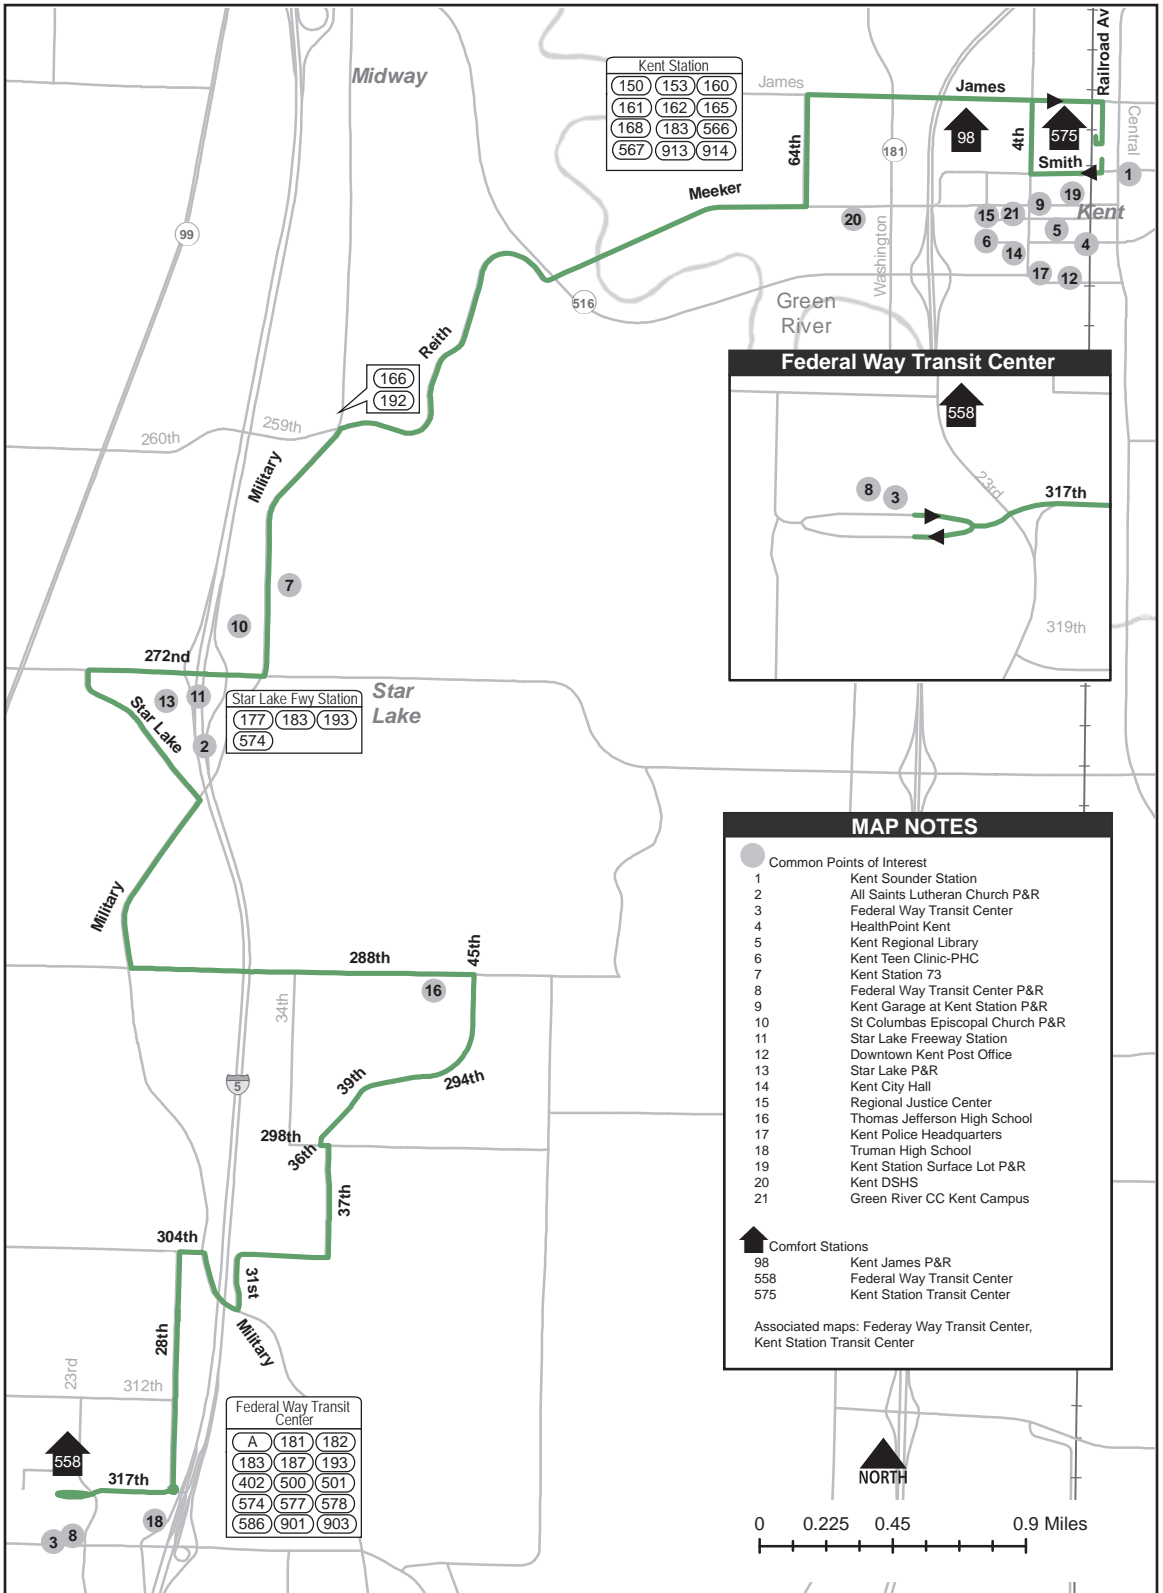 Midway
Kent Station
150 153 160
161 162 165
168 183 566
567 913 914
James
James
Railroad Av
98
575
4th
Central
64th
181
Smith
1
Meeker
19
9
Kent
15
21
20
5
6
4
14
17
12
Washington
99
516
Green
River
Reith
166
192
259th
260th
Military
Federal Way Transit Center
558
23rd
317th
8
3
319th
7
10
272nd
13
11
Star Lake
2
Star Lake Fwy Station
177 183 193
574
Star
Lake
Military
288th
45th
16
34th
39th
294th
5
298th
36th
37th
304th
31st
Military
28th
23rd
312th
558
317th
18
3
8
Federal Way Transit
Center
A 181 182
183 187 193
402 500 501
574 577 578
586 901 903
MAP NOTES
Common Points of Interest
1 Kent Sounder Station
2 All Saints Lutheran Church P&R
3 Federal Way Transit Center
4 HealthPoint Kent
5 Kent Regional Library
6 Kent Teen Clinic-PHC
7 Kent Station 73
8 Federal Way Transit Center P&R
9 Kent Garage at Kent Station P&R
10 St Columbas Episcopal Church P&R
11 Star Lake Freeway Station
12 Downtown Kent Post Office
13 Star Lake P&R
14 Kent City Hall
15 Regional Justice Center
16 Thomas Jefferson High School
17 Kent Police Headquarters
18 Truman High School
19 Kent Station Surface Lot P&R
20 Kent DSHS
21 Green River CC Kent Campus
Comfort Stations
98 Kent James P&R
558 Federal Way Transit Center
575 Kent Station Transit Center
Associated maps: Federay Way Transit Center,
Kent Station Transit Center
NORTH
0 0.225 0.45 0.9 Miles